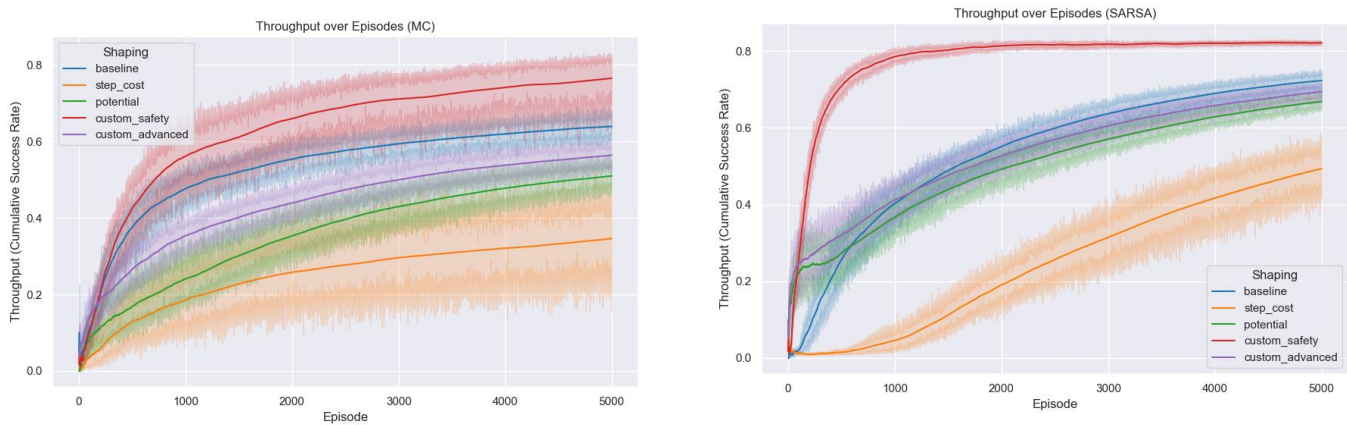 Throughput over Episodes (MC)
Throughput (Cumulative Success Rate)
0.8
0.6
0.4
0.2
0.0
Shaping
baseline
step_cost
potential
custom_safety
custom_advanced
0
1000
2000
3000
4000
5000
Episode
Throughput over Episodes (SARSA)
Throughput (Cumulative Success Rate)
0.8
0.6
0.4
0.2
0.0
Shaping
baseline
step_cost
potential
custom_safety
custom_advanced
0
1000
2000
3000
4000
5000
Episode